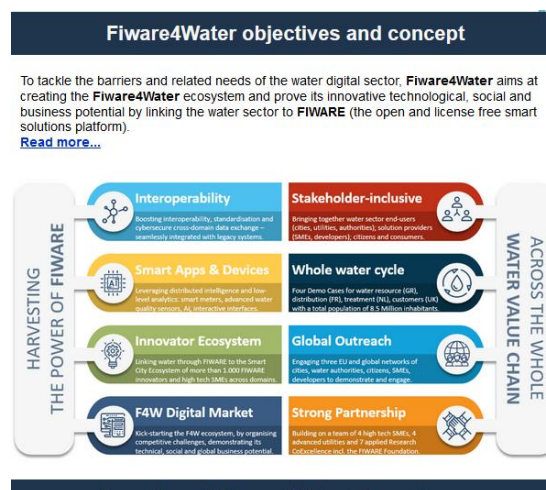 Fiware4Water objectives and concept
To tackle the barriers and related needs of the water digital sector, Fiware4Water aims at
creating the Fiware4Water ecosystem and prove its innovative technological, social and
business potential by linking the water sector to FIWARE (the open and license free smart
solutions platform).
Read more...
HARVESTING
THE POWER OF FIWARE
Interoperability
Boosting interoperability, standardisation and
cybersecure cross-domain data exchange –
seamlessly integrated with legacy systems.
Stakeholder-inclusive
Bringing together water sector end-users
(cities, utilities, authorities); solution providers
(SMEs, developers); citizens and consumers.
Smart Apps & Devices
Leveraging distributed intelligence and low-
level analytics: smart meters, advanced water
quality sensors, AI, interactive interfaces.
AI
Whole water cycle
Four Demo Cases for water resource (GR),
distribution (FR), treatment (NL), customers (UK)
with a total population of 8.5 Million inhabitants.
Innovator Ecosystem
Linking water through FIWARE to the Smart
City Ecosystem of more than 1.000 FIWARE
innovators and high tech SMEs across domains.
Global Outreach
Engaging three EU and global networks of
cities, water authorities, citizens, SMEs,
developers to demonstrate and engage.
F4W Digital Market
Kick-starting the F4W ecosystem, by organising
competitive challenges, demonstrating its
technical, social and global business potential.
Strong Partnership
Building on a team of 4 high tech SMEs, 4
advanced utilities and 7 applied Research
CoExcellence incl. the FIWARE Foundation.
ACROSS THE WHOLE
WATER VALUE CHAIN